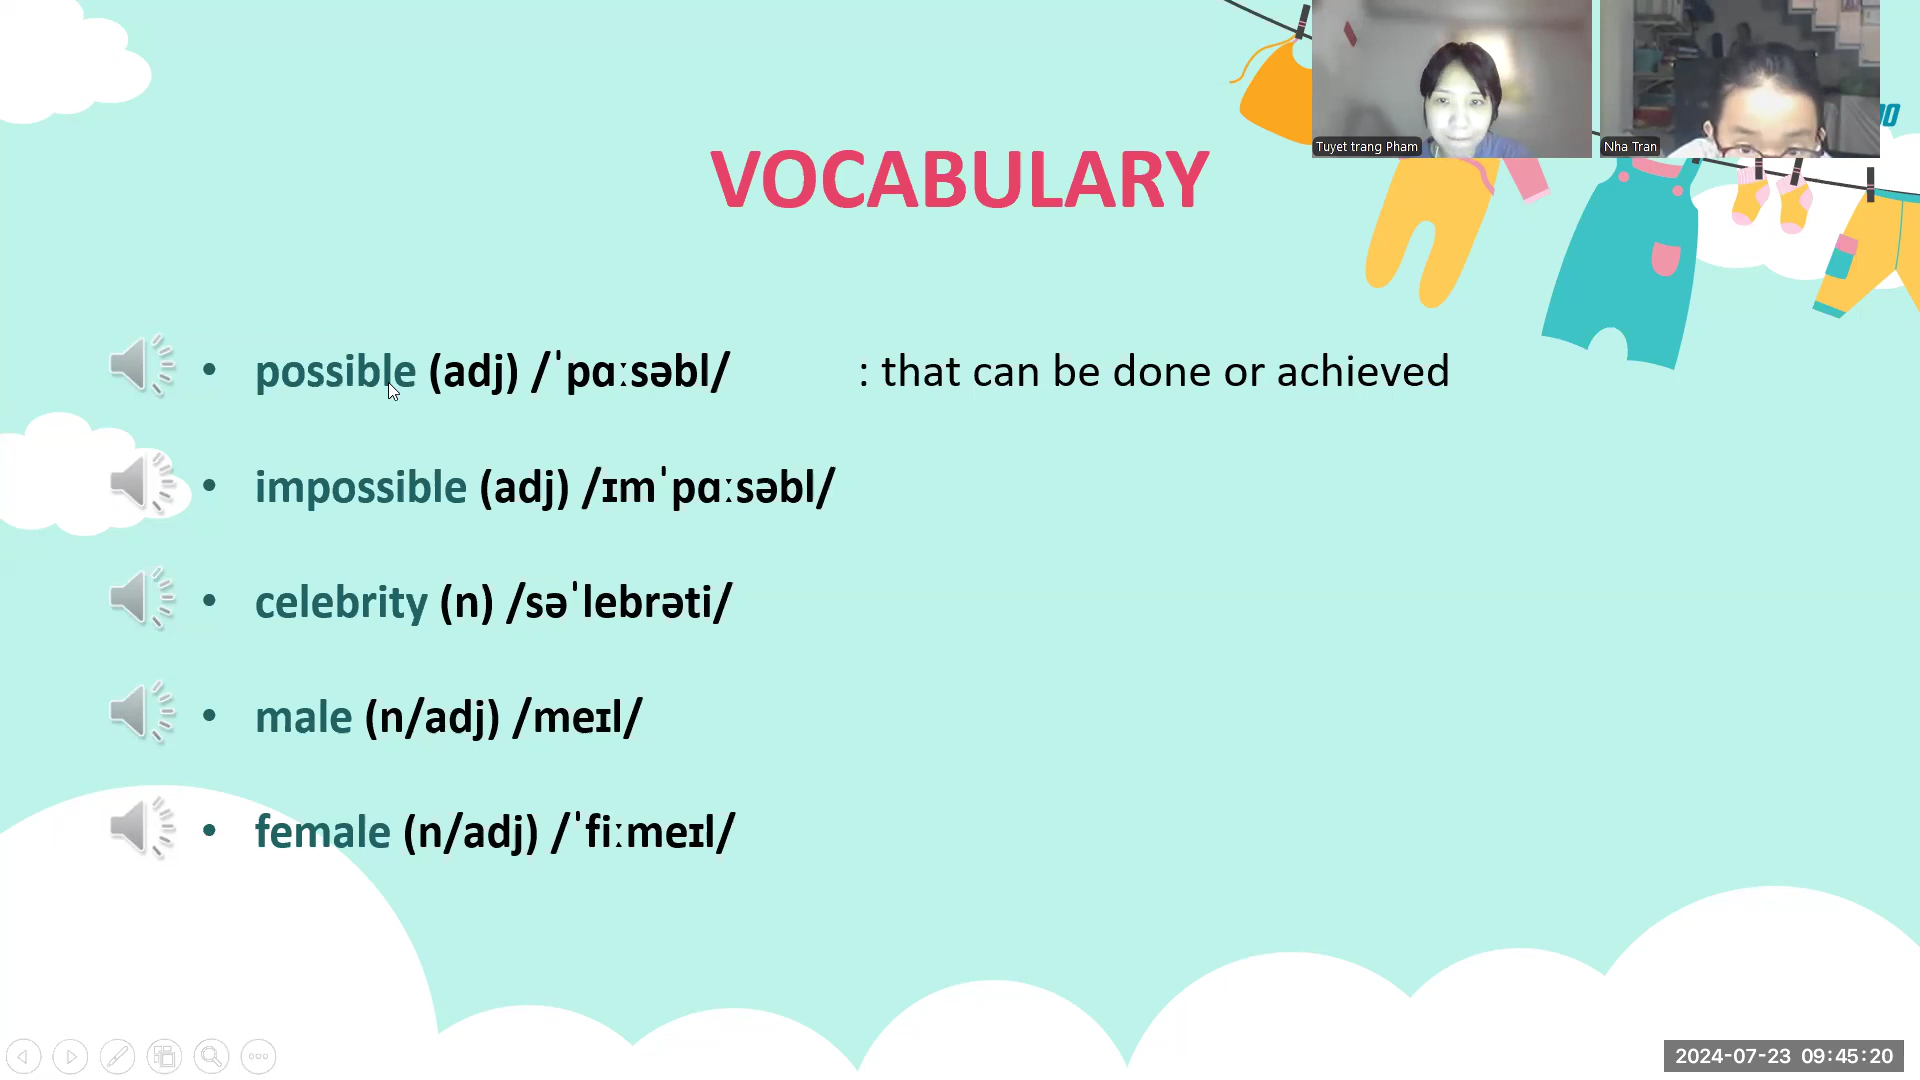 Tuyet trang Pham
Nha Tran
VOCABULARY
• possible (adj) /ˈpɑːsəbl/ : that can be done or achieved
• impossible (adj) /ɪmˈpɑːsəbl/
• celebrity (n) /səˈlebrəti/
• male (n/adj) /meɪl/
• female (n/adj) /ˈfiːmeɪl/
2024-07-23 09:45:20